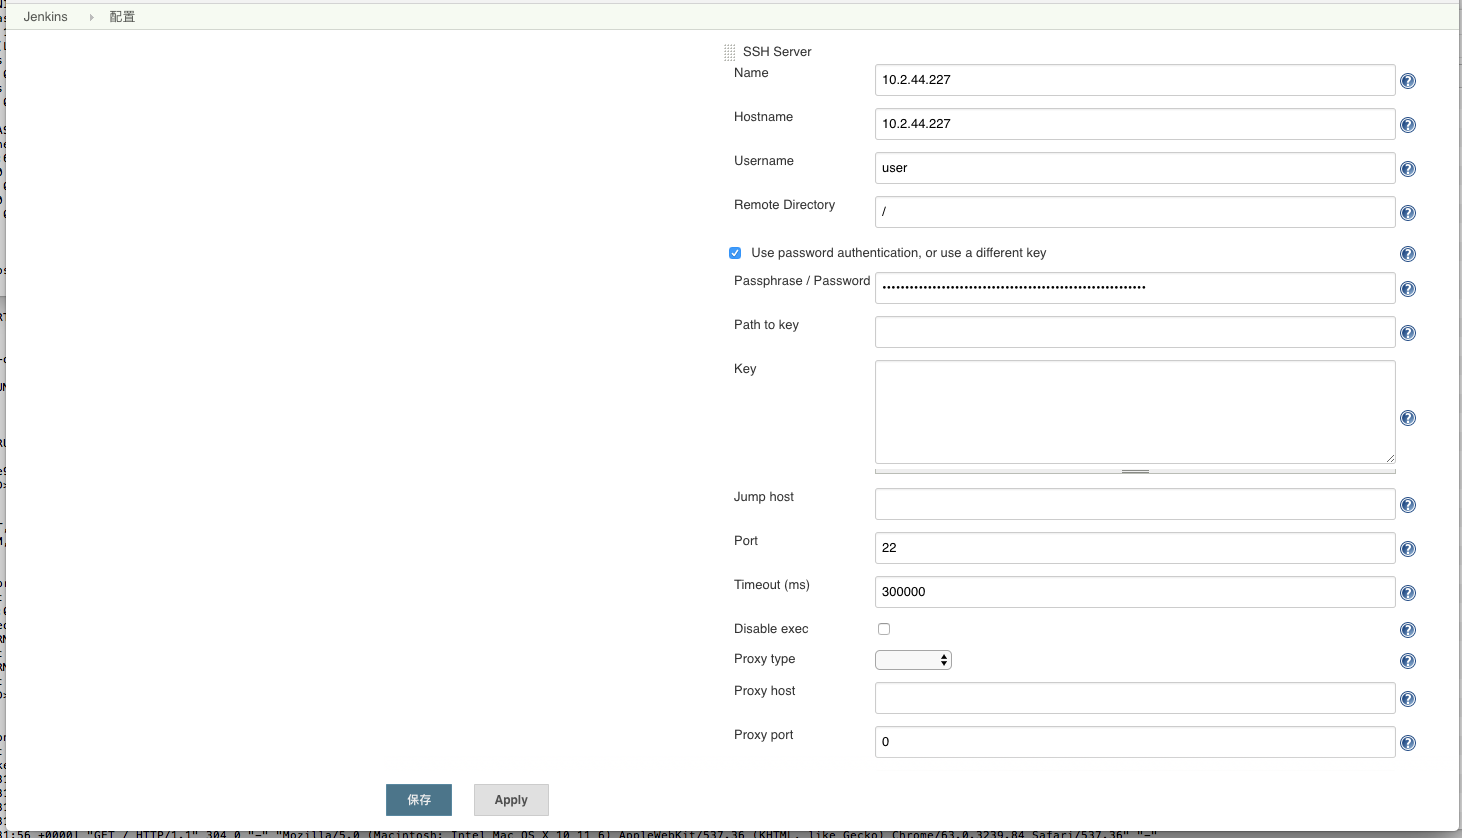 Jenkins
配置
SSH Server
Name
10.2.44.227
Hostname
10.2.44.227
Username
user
Remote Directory
/
Use password authentication, or use a different key
Passphrase / Password
Path to key
Key
Jump host
Port
22
Timeout (ms)
300000
Disable exec
Proxy type
Proxy host
Proxy port
0
保存
Apply
31:56 +0000] "GET / HTTP/1.1" 304 0 "-" "Mozilla/5.0 (Macintosh; Intel Mac OS X 10_11_6) AppleWebKit/537.36 (KHTML, like Gecko) Chrome/63.0.3239.84 Safari/537.36" "-"